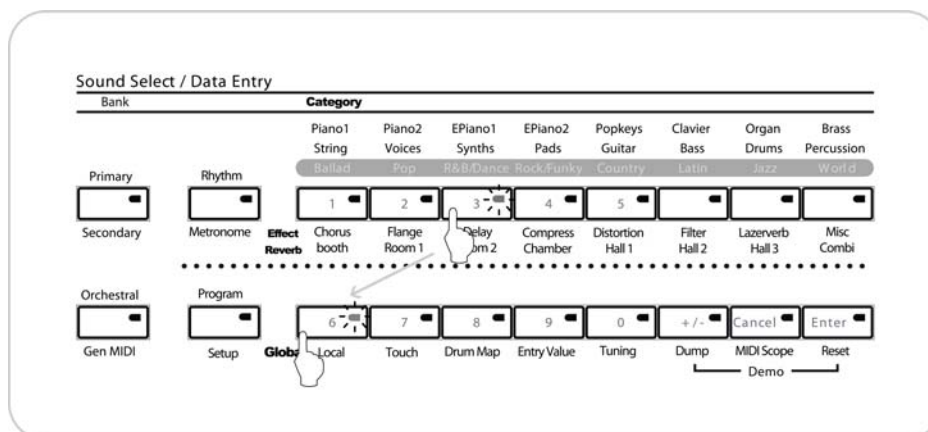 Sound Select / Data Entry
Bank Category
Piano1 Piano2 EPiano1 EPiano2 Popkeys Clavier Organ Brass
String Voices Synths Pads Guitar Bass Drums Percussion
Ballad Pop R&B/Dance Rock/Funky Country Latin Jazz World
Primary Rhythm
1 2 3 4 5
Secondary Metronome Effect Chorus Flange Delay Compress Distortion Filter Lazerverb Misc
Reverb booth Room 1 2 Chamber Hall 1 Hall 2 Hall 3 Combi
Orchestral Program
6 7 8 9 0 +/- Cancel Enter
Gen MIDI Setup Local Touch Drum Map Entry Value Tuning Dump MIDI Scope Reset
Demo